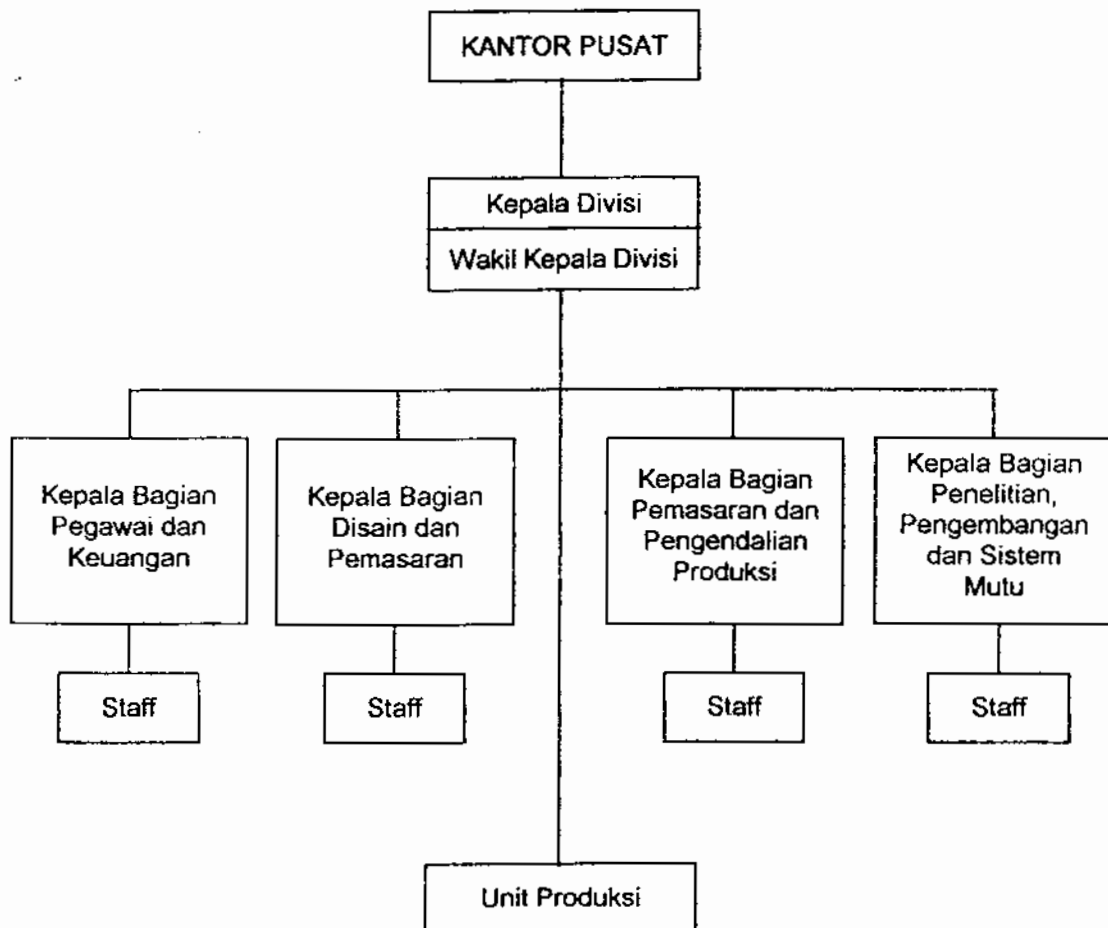 KANTOR PUSAT
Kepala Divisi
Wakil Kepala Divisi
Kepala Bagian
Pegawai dan
Keuangan
Kepala Bagian
Disain dan
Pemasaran
Kepala Bagian
Pemasaran dan
Pengendalian
Produksi
Kepala Bagian
Penelitian,
Pengembangan
dan Sistem
Mutu
Staff
Staff
Staff
Staff
Unit Produksi